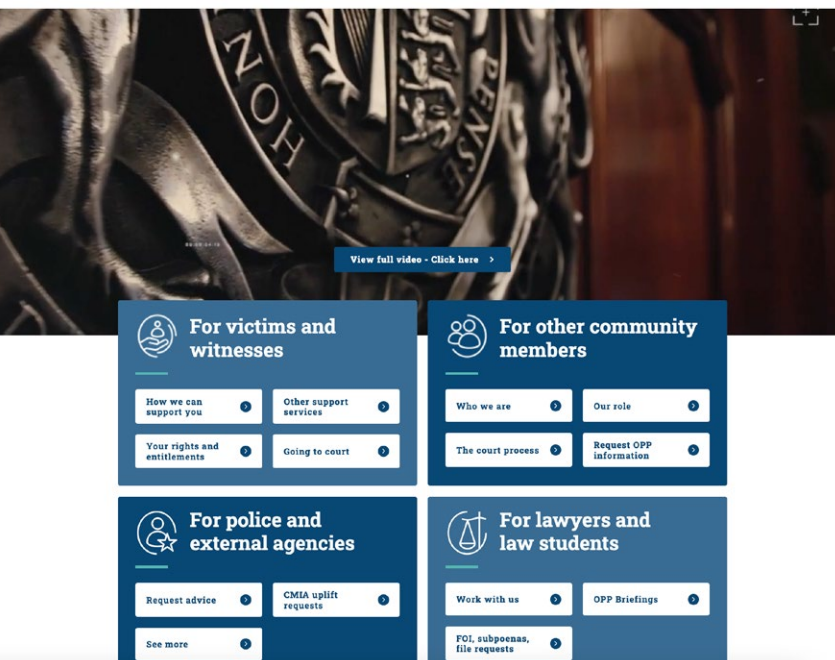 HON
PENSE
View full video - Click here
For victims and
witnesses
How we can
support you
Other support
services
Your rights and
entitlements
Going to court
For other community
members
Who we are
Our role
The court process
Request OPP
information
For police and
external agencies
Request advice
CMIA uplift
requests
See more
For lawyers and
law students
Work with us
OPP Briefings
FOI, subpoenas,
file requests